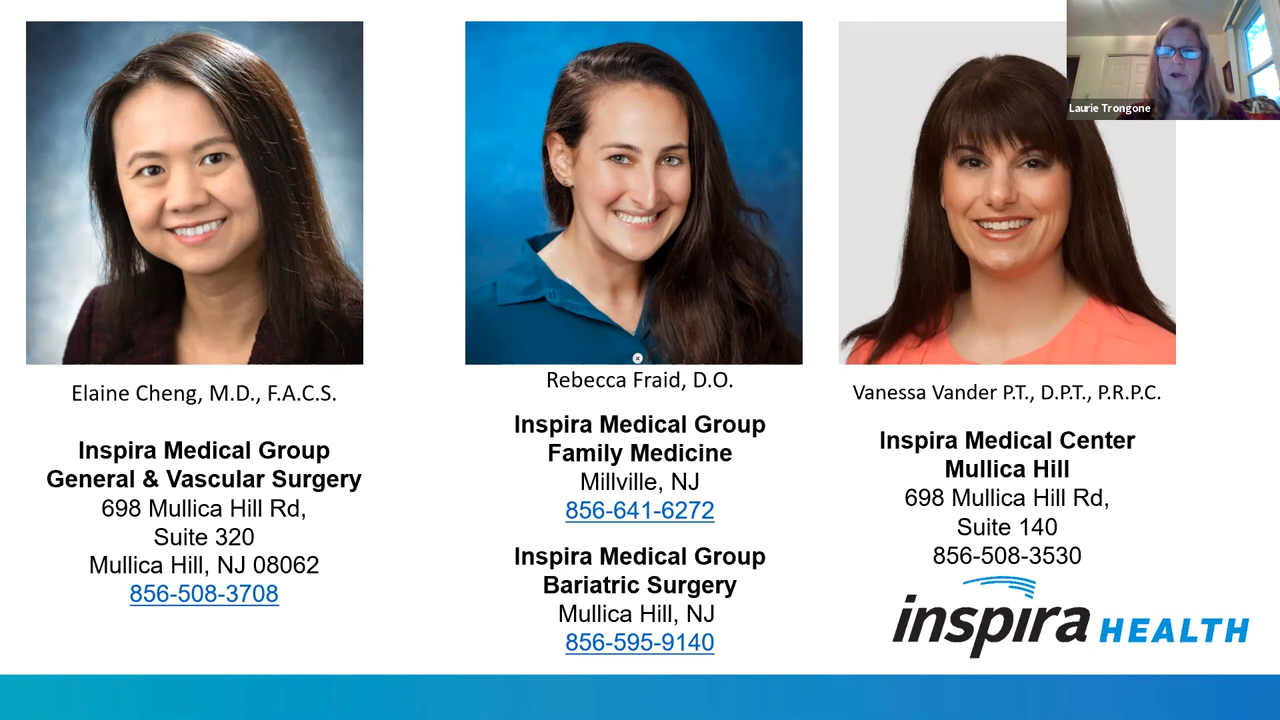 Laurie Trongone
Elaine Cheng, M.D., F.A.C.S.
Inspira Medical Group
General & Vascular Surgery
698 Mullica Hill Rd,
Suite 320
Mullica Hill, NJ 08062
856-508-3708
Rebecca Fraid, D.O.
Inspira Medical Group
Family Medicine
Millville, NJ
856-641-6272
Inspira Medical Group
Bariatric Surgery
Mullica Hill, NJ
856-595-9140
Vanessa Vander P.T., D.P.T., P.R.P.C.
Inspira Medical Center
Mullica Hill
698 Mullica Hill Rd,
Suite 140
856-508-3530
inspira HEALTH